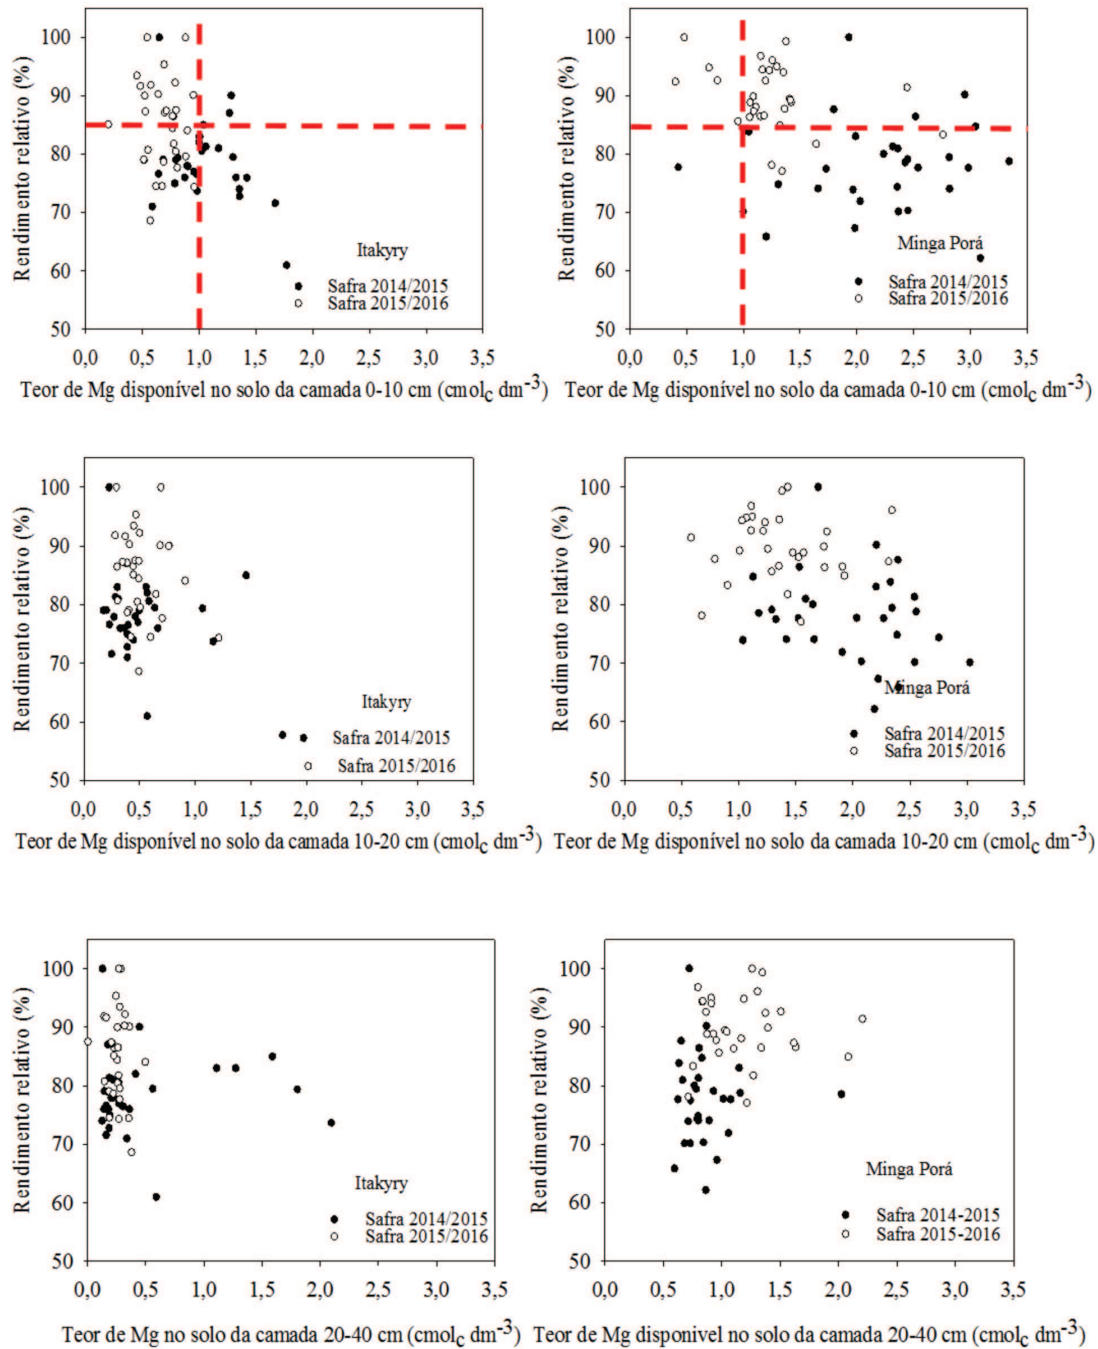 Rendimento relativo (%)
100
90
80
70
60
50
Itakyry
Safra 2014/2015
Safra 2015/2016
0,0 0,5 1,0 1,5 2,0 2,5 3,0 3,5
Teor de Mg disponível no solo da camada 0-10 cm (cmolc dm-3)
Rendimento relativo (%)
100
90
80
70
60
50
Minga Porá
Safra 2014/2015
Safra 2015/2016
0,0 0,5 1,0 1,5 2,0 2,5 3,0 3,5
Teor de Mg disponível no solo da camada 0-10 cm (cmolc dm-3)
Rendimento relativo (%)
100
90
80
70
60
50
Itakyry
Safra 2014/2015
Safra 2015/2016
0,0 0,5 1,0 1,5 2,0 2,5 3,0 3,5
Teor de Mg disponível no solo da camada 10-20 cm (cmolc dm-3)
Rendimento relativo (%)
100
90
80
70
60
50
Minga Porá
Safra 2014/2015
Safra 2015/2016
0,0 0,5 1,0 1,5 2,0 2,5 3,0 3,5
Teor de Mg disponível no solo da camada 10-20 cm (cmolc dm-3)
Rendimento relativo (%)
100
90
80
70
60
50
Itakyry
Safra 2014/2015
Safra 2015/2016
0,0 0,5 1,0 1,5 2,0 2,5 3,0 3,5
Teor de Mg no solo da camada 20-40 cm (cmolc dm-3)
Rendimento relativo (%)
100
90
80
70
60
50
Minga Porá
Safra 2014-2015
Safra 2015-2016
0,0 0,5 1,0 1,5 2,0 2,5 3,0 3,5
Teor de Mg disponivel no solo da camada 20-40 cm (cmolc dm-3)